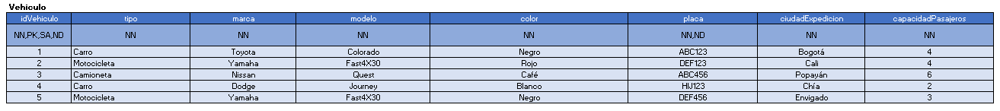 Vehiculo
idVehiculo tipo marca modelo color placa ciudadExpedicion capacidadPasajeros
NN,PK,SA,ND NN NN NN NN NN,ND NN NN
1 Carro Toyota Colorado Negro ABC123 Bogotá 4
2 Motocicleta Yamaha Fast4X30 Rojo DEF123 Cali 4
3 Camioneta Nissan Quest Café ABC456 Popayán 6
4 Carro Dodge Journey Blanco HIJ123 Chía 2
5 Motocicleta Yamaha Fast4X30 Negro DEF456 Envigado 3